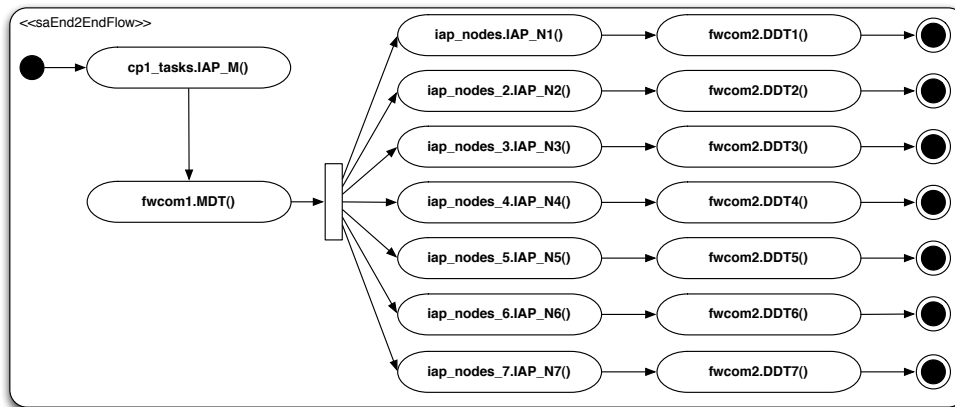 <<saEnd2EndFlow>>
cp1_tasks.IAP_M()
fwcom1.MDT()
iap_nodes.IAP_N1()
fwcom2.DDT1()
iap_nodes_2.IAP_N2()
fwcom2.DDT2()
iap_nodes_3.IAP_N3()
fwcom2.DDT3()
iap_nodes_4.IAP_N4()
fwcom2.DDT4()
iap_nodes_5.IAP_N5()
fwcom2.DDT5()
iap_nodes_6.IAP_N6()
fwcom2.DDT6()
iap_nodes_7.IAP_N7()
fwcom2.DDT7()